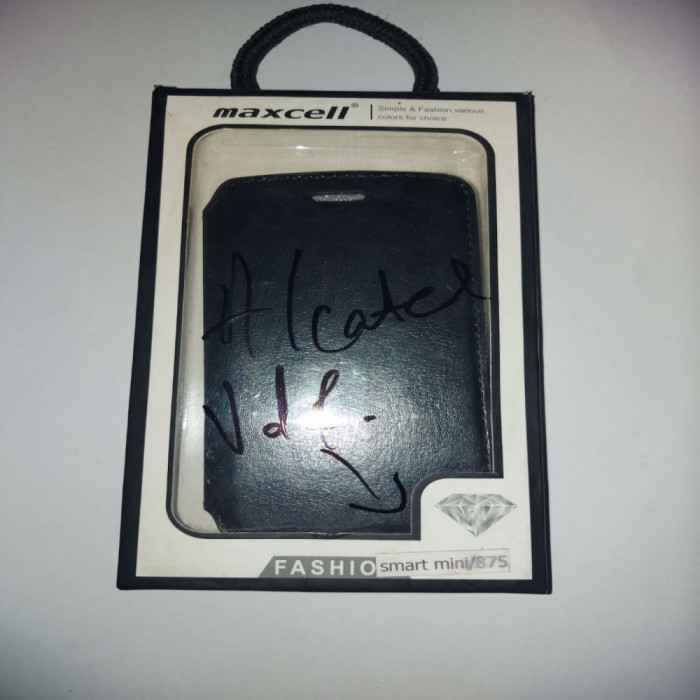 maxcell®
Simple & Fashion,various
colors for choice
Alcatel
Vdf.
FASHIO
smart mini/875